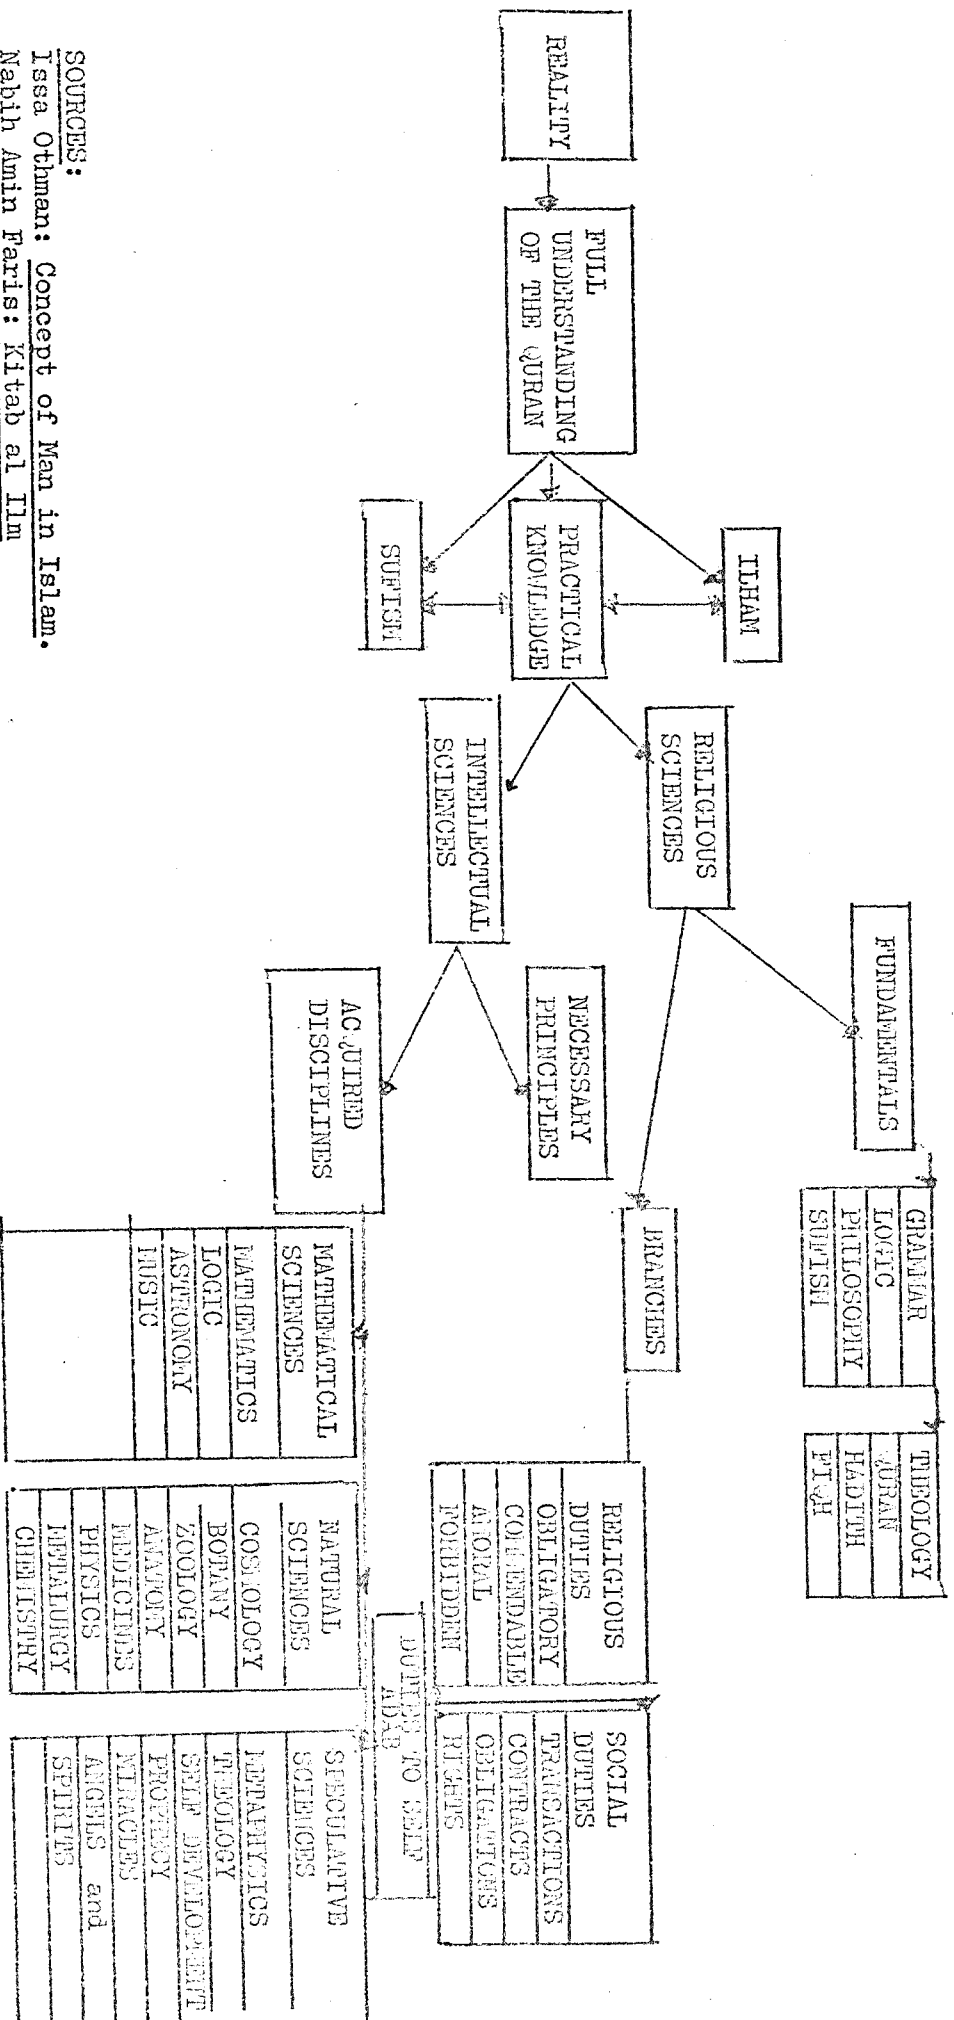 REALITY
FULL
UNDERSTANDING
OF THE QURAN
ILHAM
PRACTICAL
KNOWLEDGE
SUFISM
RELIGIOUS
SCIENCES
INTELLECTUAL
SCIENCES
FUNDAMENTALS
GRAMMAR
LOGIC
PHILOSOPHY
SUFISM
THEOLOGY
QURAN
HADITH
FIQH
BRANCHES
RELIGIOUS
DUTIES
OBLIGATORY
COMMENDABLE
AMORAL
FORBIDDEN
SOCIAL
DUTIES
TRANSACTIONS
CONTRACTS
OBLIGATIONS
RIGHTS
DUTIES TO SELF
ADAB
NECESSARY
PRINCIPLES
ACQUIRED
DISCIPLINES
MATHEMATICAL
SCIENCES
MATHEMATICS
LOGIC
ASTRONOMY
MUSIC
NATURAL
SCIENCES
COSMOLOGY
BOTANY
ZOOLOGY
ANATOMY
MEDICINES
PHYSICS
METALURGY
CHEMISTRY
SPECULATIVE
SCIENCES
METAPHYSICS
THEOLOGY
SELF DEVELOPMENT
PROPHECY
MIRACLES
ANGELS and
SPIRITS
SOURCES:
Issa Othman: Concept of Man in Islam.
Nabih Amin Faris: Kitab al Ilm